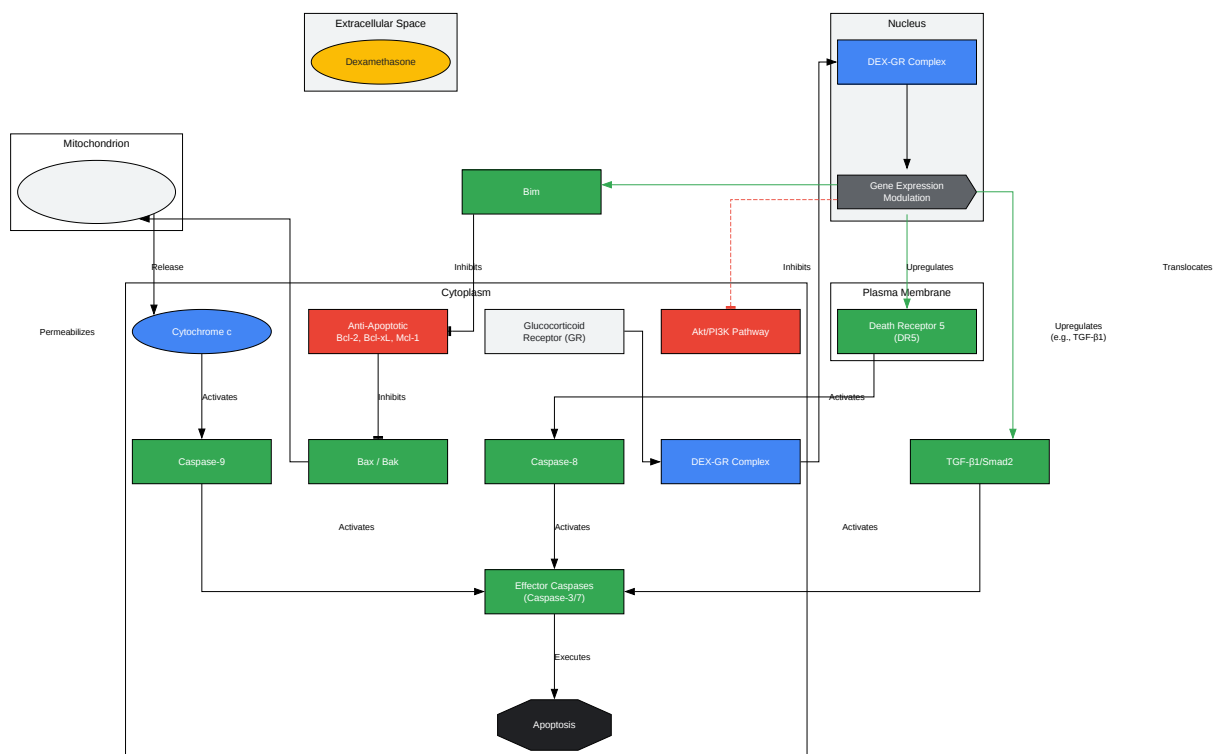 Extracellular Space
Nucleus
Dexamethasone
DEX-GR Complex
Mitochondrion
Bim
Gene Expression
Modulation
Release
Inhibits
Inhibits
Upregulates
Translocates
Cytoplasm
Plasma Membrane
Permeabilizes
Cytochrome c
Anti-Apoptotic
Bcl-2, Bcl-xL, Mcl-1
Glucocorticoid
Receptor (GR)
Akt/PI3K Pathway
Death Receptor 5
(DR5)
Upregulates
(e.g., TGF-β1)
Activates
Inhibits
Activates
Caspase-9
Bax / Bak
Caspase-8
DEX-GR Complex
TGF-β1/Smad2
Activates
Activates
Activates
Effector Caspases
(Caspase-3/7)
Executes
Apoptosis